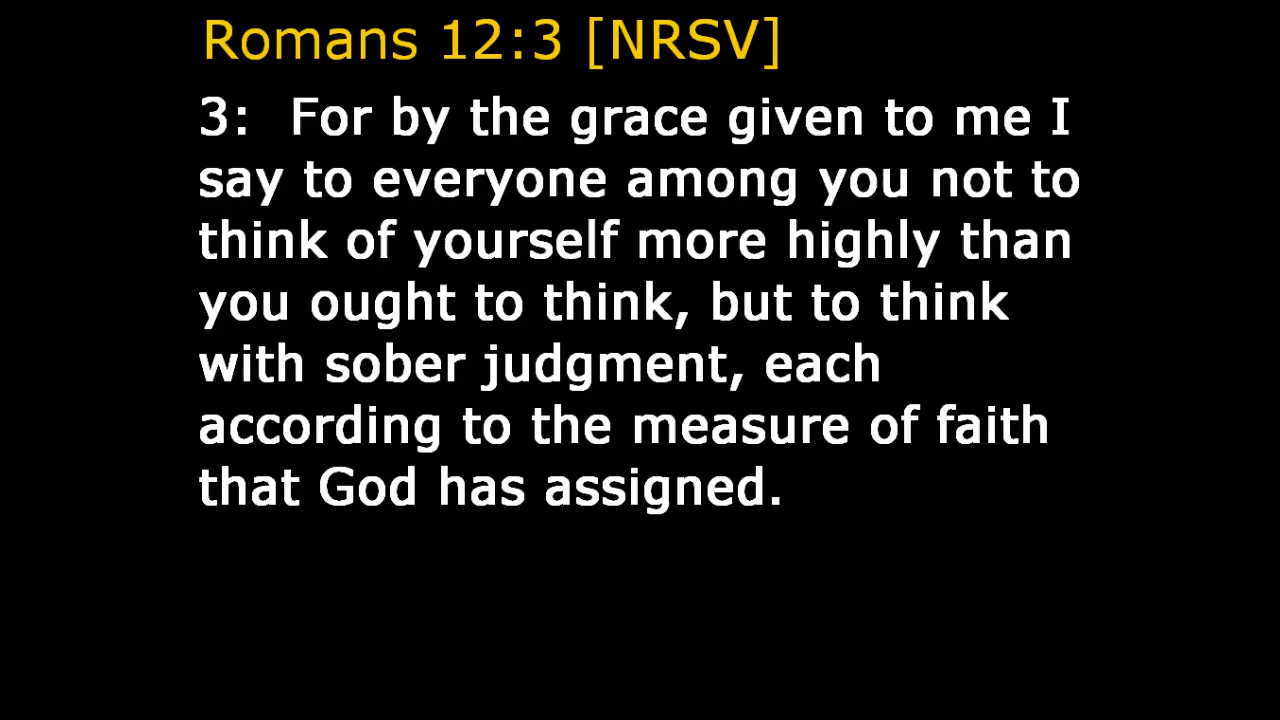 Romans 12:3 [NRSV]
3:  For by the grace given to me I
say to everyone among you not to
think of yourself more highly than
you ought to think, but to think
with sober judgment, each
according to the measure of faith
that God has assigned.